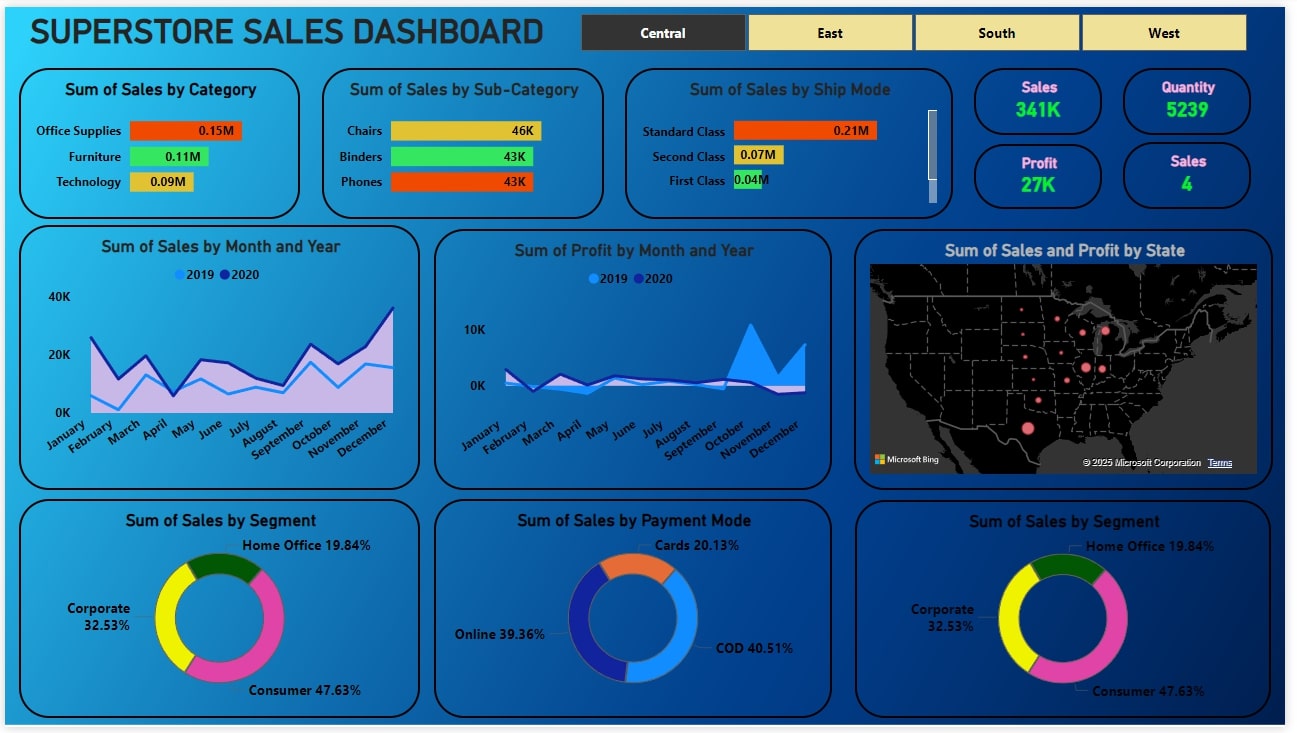 SUPERSTORE SALES DASHBOARD
Central
East
South
West
Sum of Sales by Category
Office Supplies 0.15M
Furniture 0.11M
Technology 0.09M
Sum of Sales by Sub-Category
Chairs 46K
Binders 43K
Phones 43K
Sum of Sales by Ship Mode
Standard Class 0.21M
Second Class 0.07M
First Class 0.04M
Sales
341K
Quantity
5239
Profit
27K
Sales
4
Sum of Sales by Month and Year
2019 2020
40K
20K
0K
January
February
March
April
May
June
July
August
September
October
November
December
Sum of Profit by Month and Year
2019 2020
10K
0K
January
February
March
April
May
June
July
August
September
October
November
December
Sum of Sales and Profit by State
Microsoft Bing
© 2025 Microsoft Corporation Terms
Sum of Sales by Segment
Home Office 19.84%
Corporate
32.53%
Consumer 47.63%
Sum of Sales by Payment Mode
Cards 20.13%
Online 39.36%
COD 40.51%
Sum of Sales by Segment
Home Office 19.84%
Corporate
32.53%
Consumer 47.63%